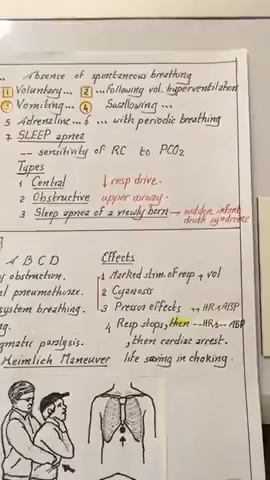 ... Absence of spontaneous breathing
1 Voluntary... 2 ...Following vol. hyperventilation
3 Vomiting... 4 Swallowing...
5 Adrenaline... 6 ... with periodic breathing
7 SLEEP apnea
-- sensitivity of RC to PCO2
Types
1 Central ↓ resp drive.
2 Obstructive upper airway.
3 Sleep apnea of a newly born → sudden infant
death syndrome
A B C D Effects
y obstruction. 1 Marked stim. of resp + vol
al pneumothorax. 2 Cyanosis
system breathing. 3 Pressor effects HR ABP
ng. 4 Resp stops, then -- HR -- ABP
gmatic paralysis. , then cardiac arrest.
Heimlich Maneuver life saving in choking.